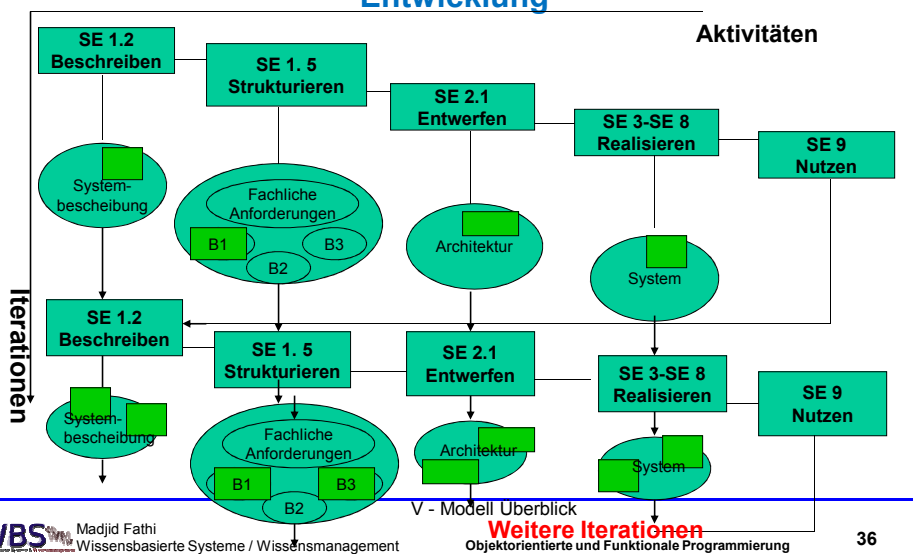 Entwicklung
Aktivitäten
SE 1.2
Beschreiben
SE 1. 5
Strukturieren
SE 2.1
Entwerfen
SE 3-SE 8
Realisieren
SE 9
Nutzen
System-
bescheibung
Fachliche
Anforderungen
B1
B3
B2
Architektur
System
Iterationen
SE 1.2
Beschreiben
SE 1. 5
Strukturieren
SE 2.1
Entwerfen
SE 3-SE 8
Realisieren
SE 9
Nutzen
System-
bescheibung
Fachliche
Anforderungen
B1
B3
B2
Architektur
System
V - Modell Überblick
Weitere Iterationen
Madjid Fathi
Wissensbasierte Systeme / Wissensmanagement
Objektorientierte und Funktionale Programmierung
36